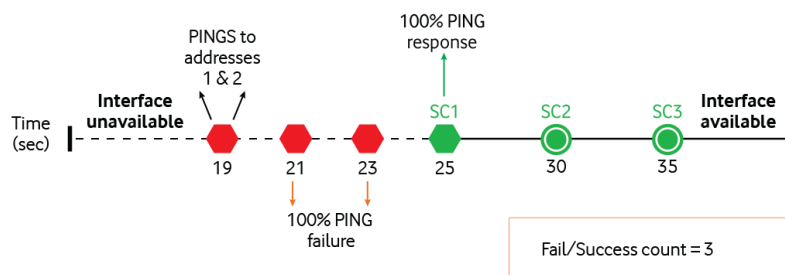 PINGS to
addresses
1 & 2
100% PING
response
Interface
unavailable
Time
(sec)
SC1
SC2
SC3
Interface
available
19
21
23
25
30
35
100% PING
failure
Fail/Success count = 3